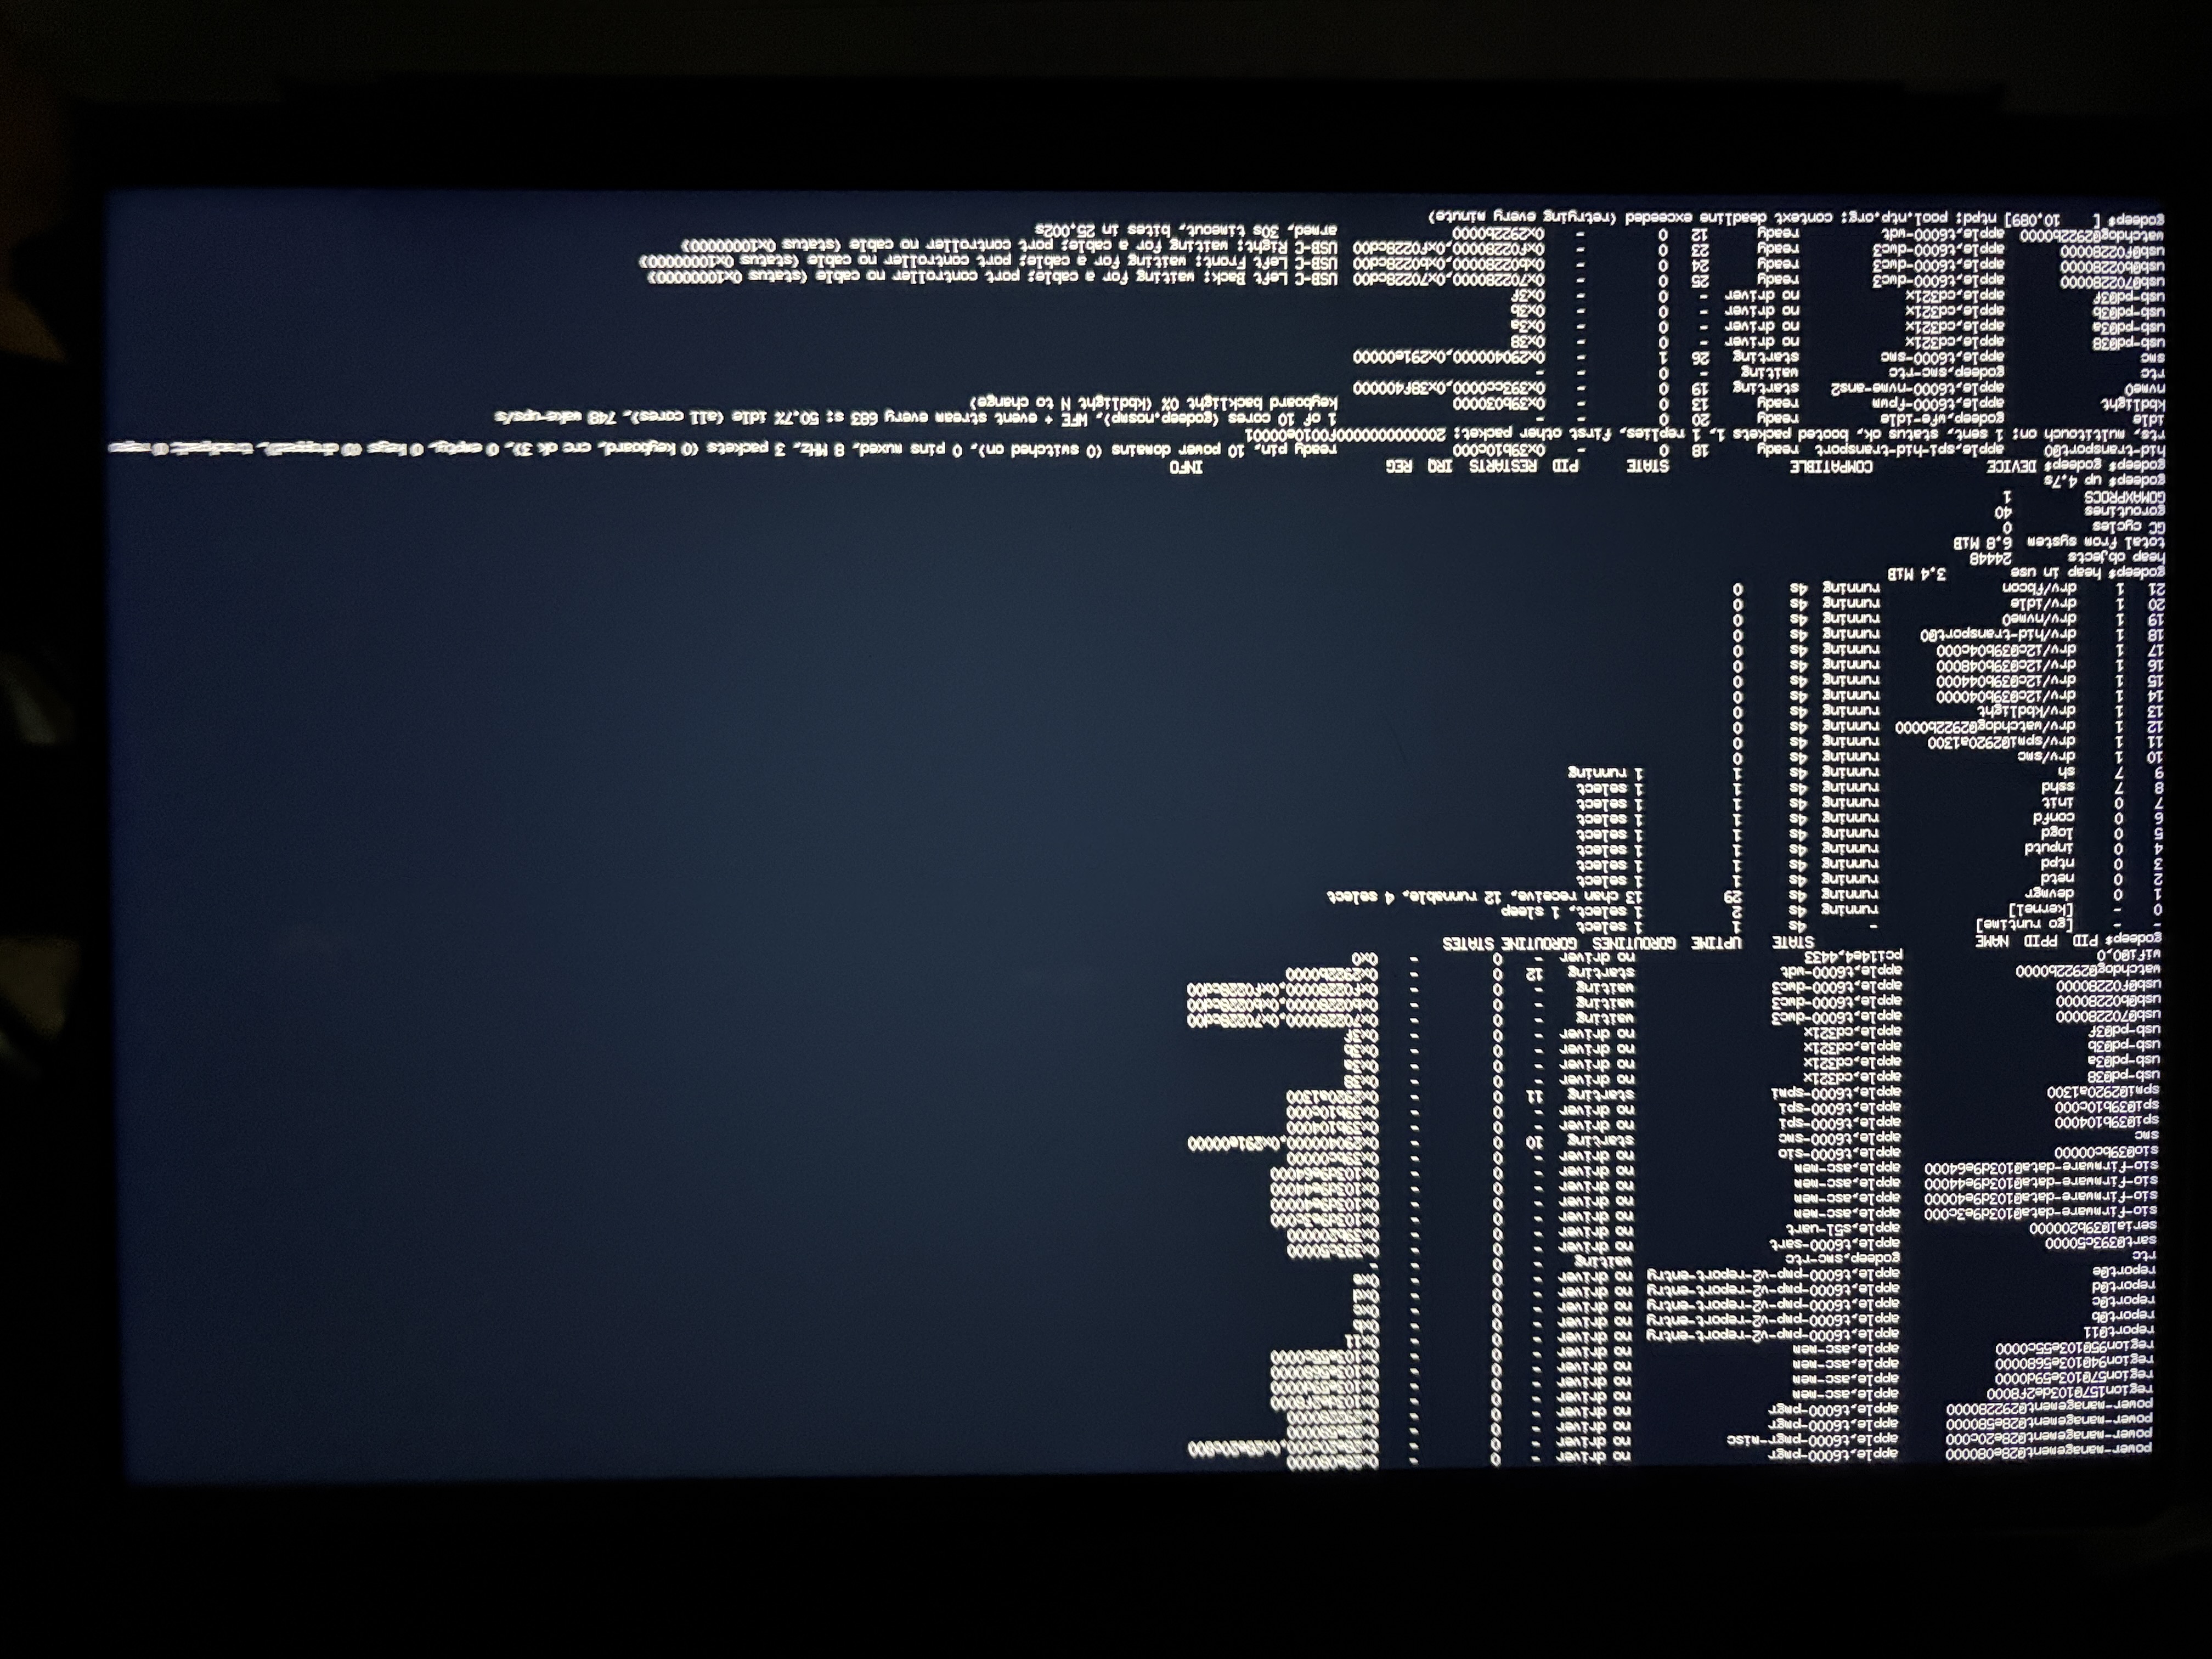 power-management@28e080000 apple,t6000-pmgr no driver - 0 - 0x28e080000
power-management@28e20c000 apple,t6000-pmgr-misc no driver - 0 - 0x28e20c000,0x28e20c800
power-management@28e580000 apple,t6000-pmgr no driver - 0 - 0x28e580000
power-management@292280000 apple,t6000-pmgr no driver - 0 - 0x292280000
region157@103de2f8000 apple,asc-mem no driver - 0 - 0x103de2f8000
region57@103e59d0000 apple,asc-mem no driver - 0 - 0x103e59d0000
region94@103e5680000 apple,asc-mem no driver - 0 - 0x103e5680000
region95@103e55c0000 apple,asc-mem no driver - 0 - 0x103e55c0000
report@11 apple,t6000-pmp-v2-report-entry no driver - 0 - 0x11
report@b apple,t6000-pmp-v2-report-entry no driver - 0 - 0xb
report@c apple,t6000-pmp-v2-report-entry no driver - 0 - 0xc
report@d apple,t6000-pmp-v2-report-entry no driver - 0 - 0xd
report@e apple,t6000-pmp-v2-report-entry no driver - 0 - 0xe
rtc godeep,smc-rtc waiting - 0 - -
sart@393c50000 apple,t6000-sart no driver - 0 - 0x393c50000
serial@39b200000 apple,s5l-uart no driver - 0 - 0x39b200000
sio-firmware-data@103d9e3c000 apple,asc-mem no driver - 0 - 0x103d9e3c000
sio-firmware-data@103d9e40000 apple,asc-mem no driver - 0 - 0x103d9e40000
sio-firmware-data@103d9e44000 apple,asc-mem no driver - 0 - 0x103d9e44000
sio-firmware-data@103d9e64000 apple,asc-mem no driver - 0 - 0x103d9e64000
sio@39bc00000 apple,t6000-sio no driver - 0 - 0x39bc00000
smc apple,t6000-smc starting 10 0 - 0x290400000,0x291e00000
spi@39b104000 apple,t6000-spi no driver - 0 - 0x39b104000
spi@39b10c000 apple,t6000-spi no driver - 0 - 0x39b10c000
spmi@2920a1300 apple,t6000-spmi starting 11 0 - 0x2920a1300
usb-pd@38 apple,cd321x no driver - 0 - 0x38
usb-pd@3a apple,cd321x no driver - 0 - 0x3a
usb-pd@3b apple,cd321x no driver - 0 - 0x3b
usb-pd@3f apple,cd321x no driver - 0 - 0x3f
usb@702280000 apple,t6000-dwc3 waiting - 0 - 0x702280000,0x70228cd00
usb@b02280000 apple,t6000-dwc3 waiting - 0 - 0xb02280000,0xb0228cd00
usb@f02280000 apple,t6000-dwc3 waiting - 0 - 0xf02280000,0xf0228cd00
watchdog@2922b0000 apple,t6000-wdt starting 12 0 - 0x2922b0000
wifi@0,0 pci14e4,4433 no driver - 0 - 0x0
godeep# PID PPID NAME STATE UPTIME GOROUTINES GOROUTINE STATES
- - [go runtime] - 4s 1 1 select
0 - [kernel] running 4s 2 1 select, 1 sleep
1 0 devmgr running 4s 29 13 chan receive, 12 runnable, 4 select
2 0 netd running 4s 1 1 select
3 0 ntpd running 4s 1 1 select
4 0 inputd running 4s 1 1 select
5 0 logd running 4s 1 1 select
6 0 confd running 4s 1 1 select
7 0 init running 4s 1 1 select
8 7 sshd running 4s 1 1 select
9 7 sh running 4s 1 1 running
10 1 drv/smc running 4s 0
11 1 drv/spmi@2920a1300 running 4s 0
12 1 drv/watchdog@2922b0000 running 4s 0
13 1 drv/kbdlight running 4s 0
14 1 drv/i2c@39b040000 running 4s 0
15 1 drv/i2c@39b044000 running 4s 0
16 1 drv/i2c@39b048000 running 4s 0
17 1 drv/i2c@39b04c000 running 4s 0
18 1 drv/hid-transport@0 running 4s 0
19 1 drv/nvme0 running 4s 0
20 1 drv/idle running 4s 0
21 1 drv/fbcon running 4s 0
godeep# heap in use 3.4 MiB
heap objects 24448
total from system 6.8 MiB
GC cycles 0
goroutines 40
GOMAXPROCS 1
godeep# up 4.7s
godeep# godeep# DEVICE COMPATIBLE STATE PID RESTARTS IRQ REG INFO
hid-transport@0 apple,spi-hid-transport ready 18 0 - 0x39b10c000 ready pin, 10 power domains (0 switched on), 0 pins muxed, 8 MHz, 3 packets (0 keyboard, crc ok 3), 0 empty, 0 keys (0 dropped), trackpad: 0 repo
rts, multitouch on: 1 sent, status ok, booted packets 1, 1 replies, first other packet: 2000000000000f0010e00001
idle godeep,wfe-idle ready 20 0 - - 1 of 10 cores (godeep.nosmp), WFE + event stream every 683 s: 50.7% idle (all cores), 748 wake-ups/s
kbdlight apple,t6000-fpwm ready 13 0 - 0x39b030000 keyboard backlight 0% (kbdlight N to change)
nvme0 apple,t6000-nvme-ans2 starting 19 0 - 0x393cc0000,0x38f400000
rtc godeep,smc-rtc waiting - 0 - -
smc apple,t6000-smc starting 26 1 - 0x290400000,0x291e00000
usb-pd@38 apple,cd321x no driver - 0 - 0x38
usb-pd@3a apple,cd321x no driver - 0 - 0x3a
usb-pd@3b apple,cd321x no driver - 0 - 0x3b
usb-pd@3f apple,cd321x no driver - 0 - 0x3f
usb@702280000 apple,t6000-dwc3 ready 25 0 - 0x702280000,0x70228cd00 USB-C Left Back: waiting for a cable; port controller no cable (status 0x10000000)
usb@b02280000 apple,t6000-dwc3 ready 24 0 - 0xb02280000,0xb0228cd00 USB-C Left Front: waiting for a cable; port controller no cable (status 0x10000000)
usb@f02280000 apple,t6000-dwc3 ready 23 0 - 0xf02280000,0xf0228cd00 USB-C Right: waiting for a cable; port controller no cable (status 0x10000000)
watchdog@2922b0000 apple,t6000-wdt ready 12 0 - 0x2922b0000 armed, 30s timeout, bites in 25.002s
godeep# [ 10.089] ntpd: pool.ntp.org: context deadline exceeded (retrying every minute)